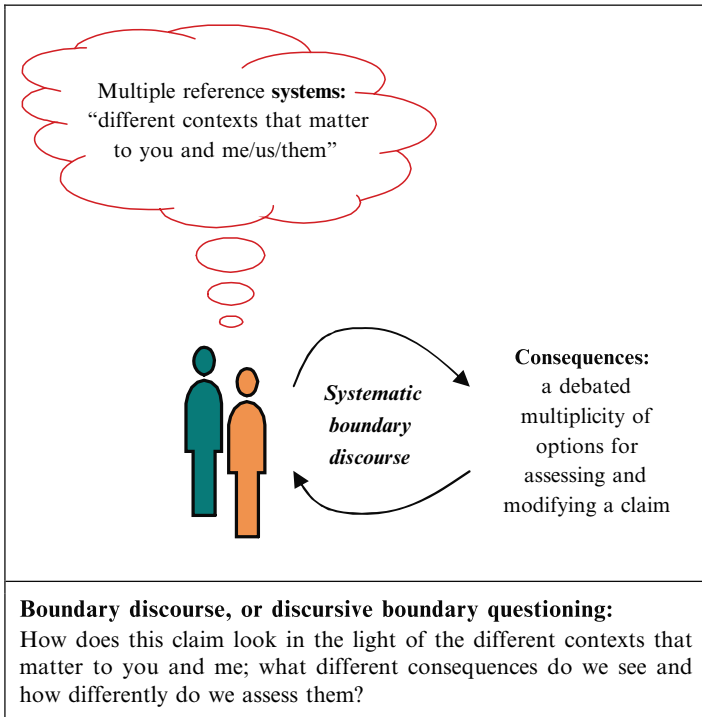 Multiple reference systems:
“different contexts that matter
to you and me/us/them”
Systematic
boundary
discourse
Consequences:
a debated
multiplicity of
options for
assessing and
modifying a claim
Boundary discourse, or discursive boundary questioning:
How does this claim look in the light of the different contexts that
matter to you and me; what different consequences do we see and
how differently do we assess them?